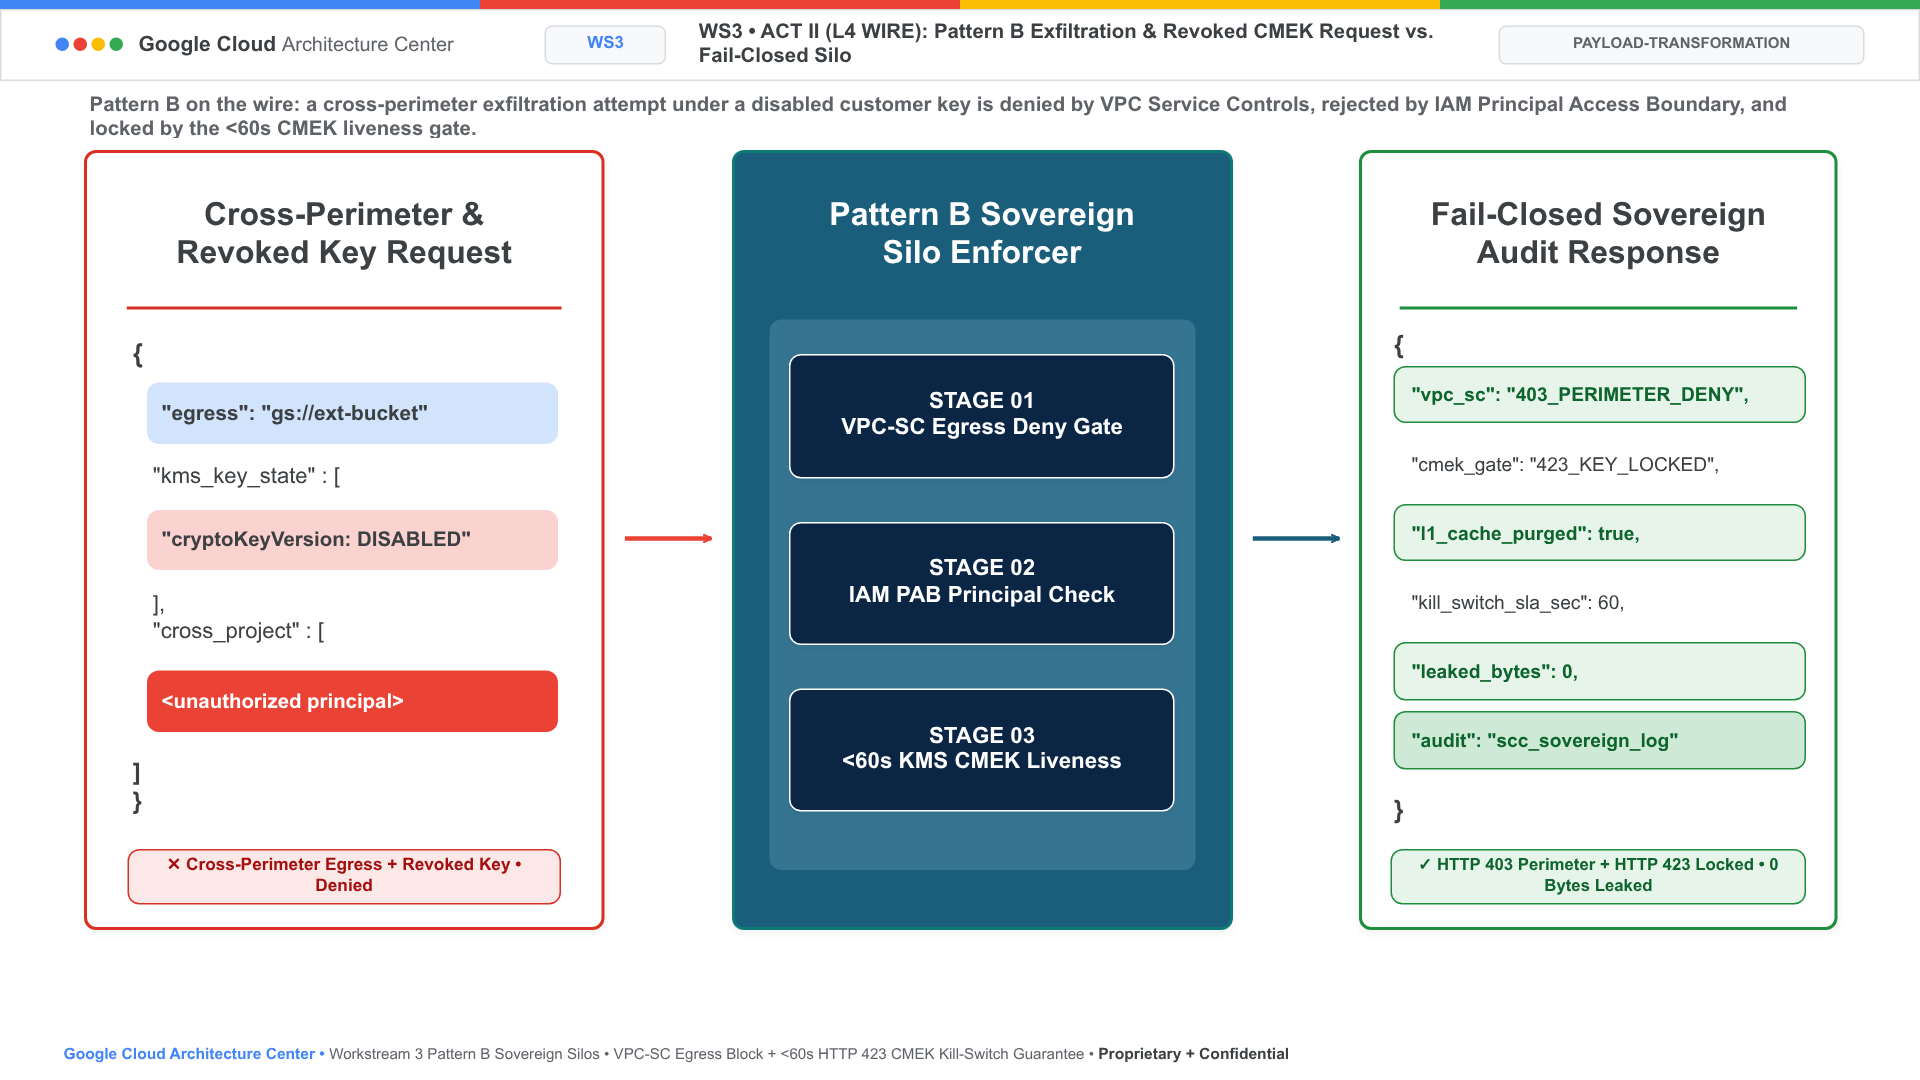 Google Cloud Architecture Center
WS3
WS3 • ACT II (L4 WIRE): Pattern B Exfiltration & Revoked CMEK Request vs.
Fail-Closed Silo
PAYLOAD-TRANSFORMATION
Pattern B on the wire: a cross-perimeter exfiltration attempt under a disabled customer key is denied by VPC Service Controls, rejected by IAM Principal Access Boundary, and
locked by the <60s CMEK liveness gate.
Cross-Perimeter &
Revoked Key Request
{
"egress": "gs://ext-bucket"
"kms_key_state" : [
"cryptoKeyVersion: DISABLED"
],
"cross_project" : [
<unauthorized principal>
]
}
✕ Cross-Perimeter Egress + Revoked Key •
Denied
Pattern B Sovereign
Silo Enforcer
STAGE 01
VPC-SC Egress Deny Gate
STAGE 02
IAM PAB Principal Check
STAGE 03
<60s KMS CMEK Liveness
Fail-Closed Sovereign
Audit Response
{
"vpc_sc": "403_PERIMETER_DENY",
"cmek_gate": "423_KEY_LOCKED",
"l1_cache_purged": true,
"kill_switch_sla_sec": 60,
"leaked_bytes": 0,
"audit": "scc_sovereign_log"
}
✓ HTTP 403 Perimeter + HTTP 423 Locked • 0
Bytes Leaked
Google Cloud Architecture Center • Workstream 3 Pattern B Sovereign Silos • VPC-SC Egress Block + <60s HTTP 423 CMEK Kill-Switch Guarantee • Proprietary + Confidential